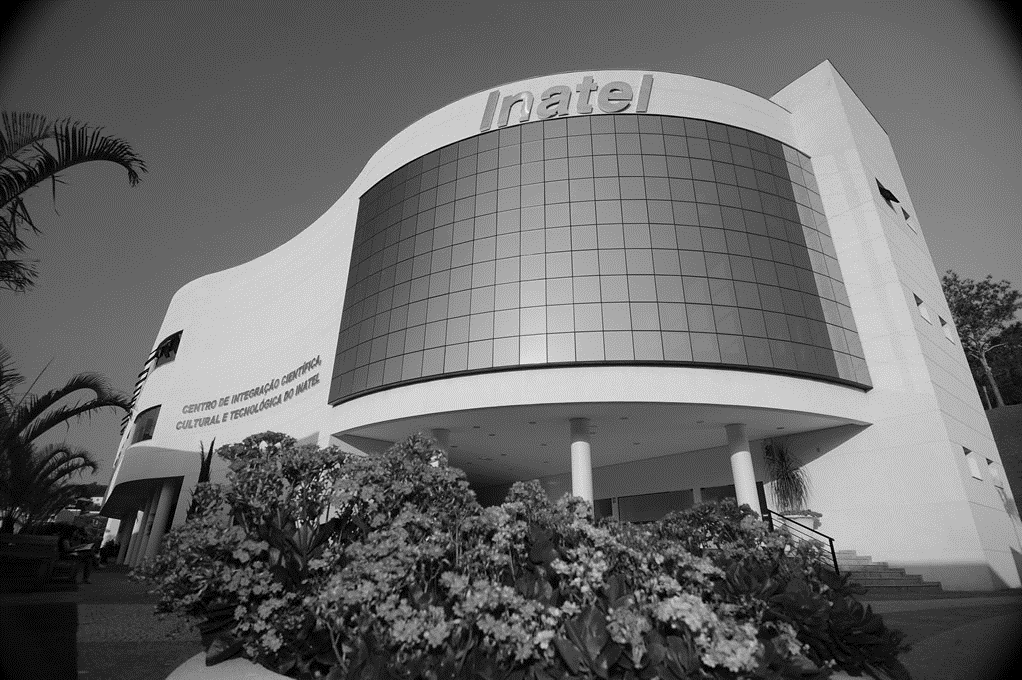 Inatel
CENTRO DE INTEGRAÇÃO CIENTÍFICA,
CULTURAL E TECNOLÓGICA DO INATEL